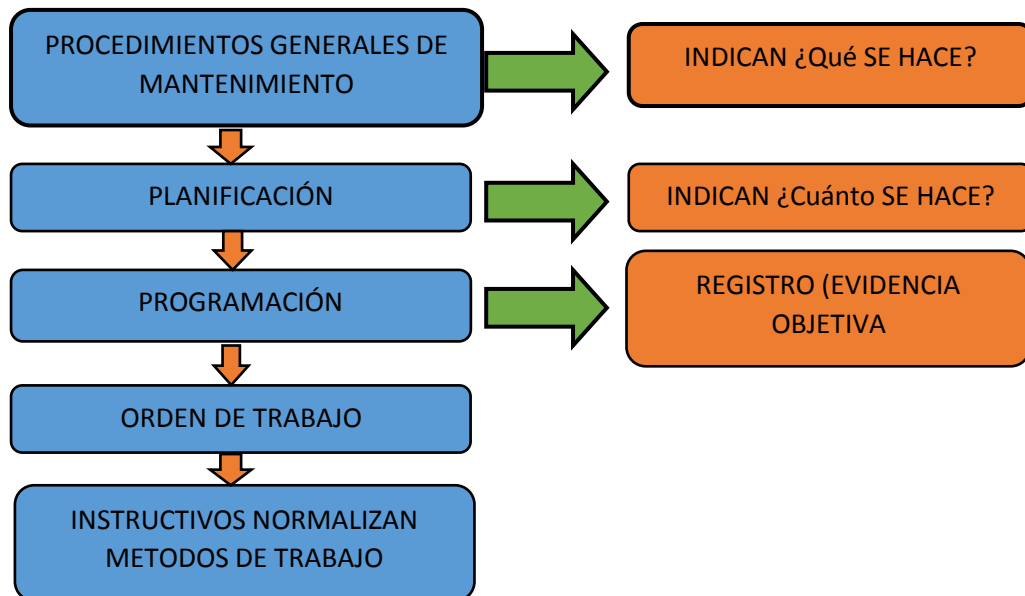 PROCEDIMIENTOS GENERALES DE
MANTENIMIENTO
INDICAN ¿Qué SE HACE?
PLANIFICACIÓN
INDICAN ¿Cuánto SE HACE?
PROGRAMACIÓN
REGISTRO (EVIDENCIA
OBJETIVA
ORDEN DE TRABAJO
INSTRUCTIVOS NORMALIZAN
METODOS DE TRABAJO